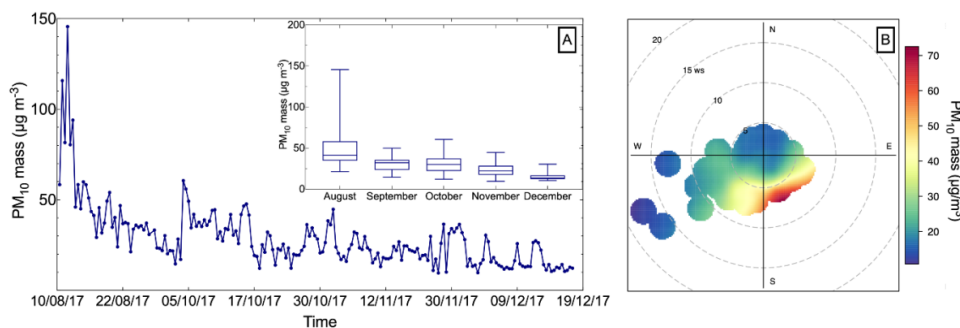 A
150
100
50
0
PM10 mass (µg m-3)
10/08/17 22/08/17 05/10/17 17/10/17 30/10/17 12/11/17 30/11/17 09/12/17 19/12/17
Time
200
150
100
50
0
PM10 mass (µg m-3)
August September October November December
B
N
W
E
S
20
15 ws
10
5
70
60
50
40
30
20
PM10 mass (µg/m³)